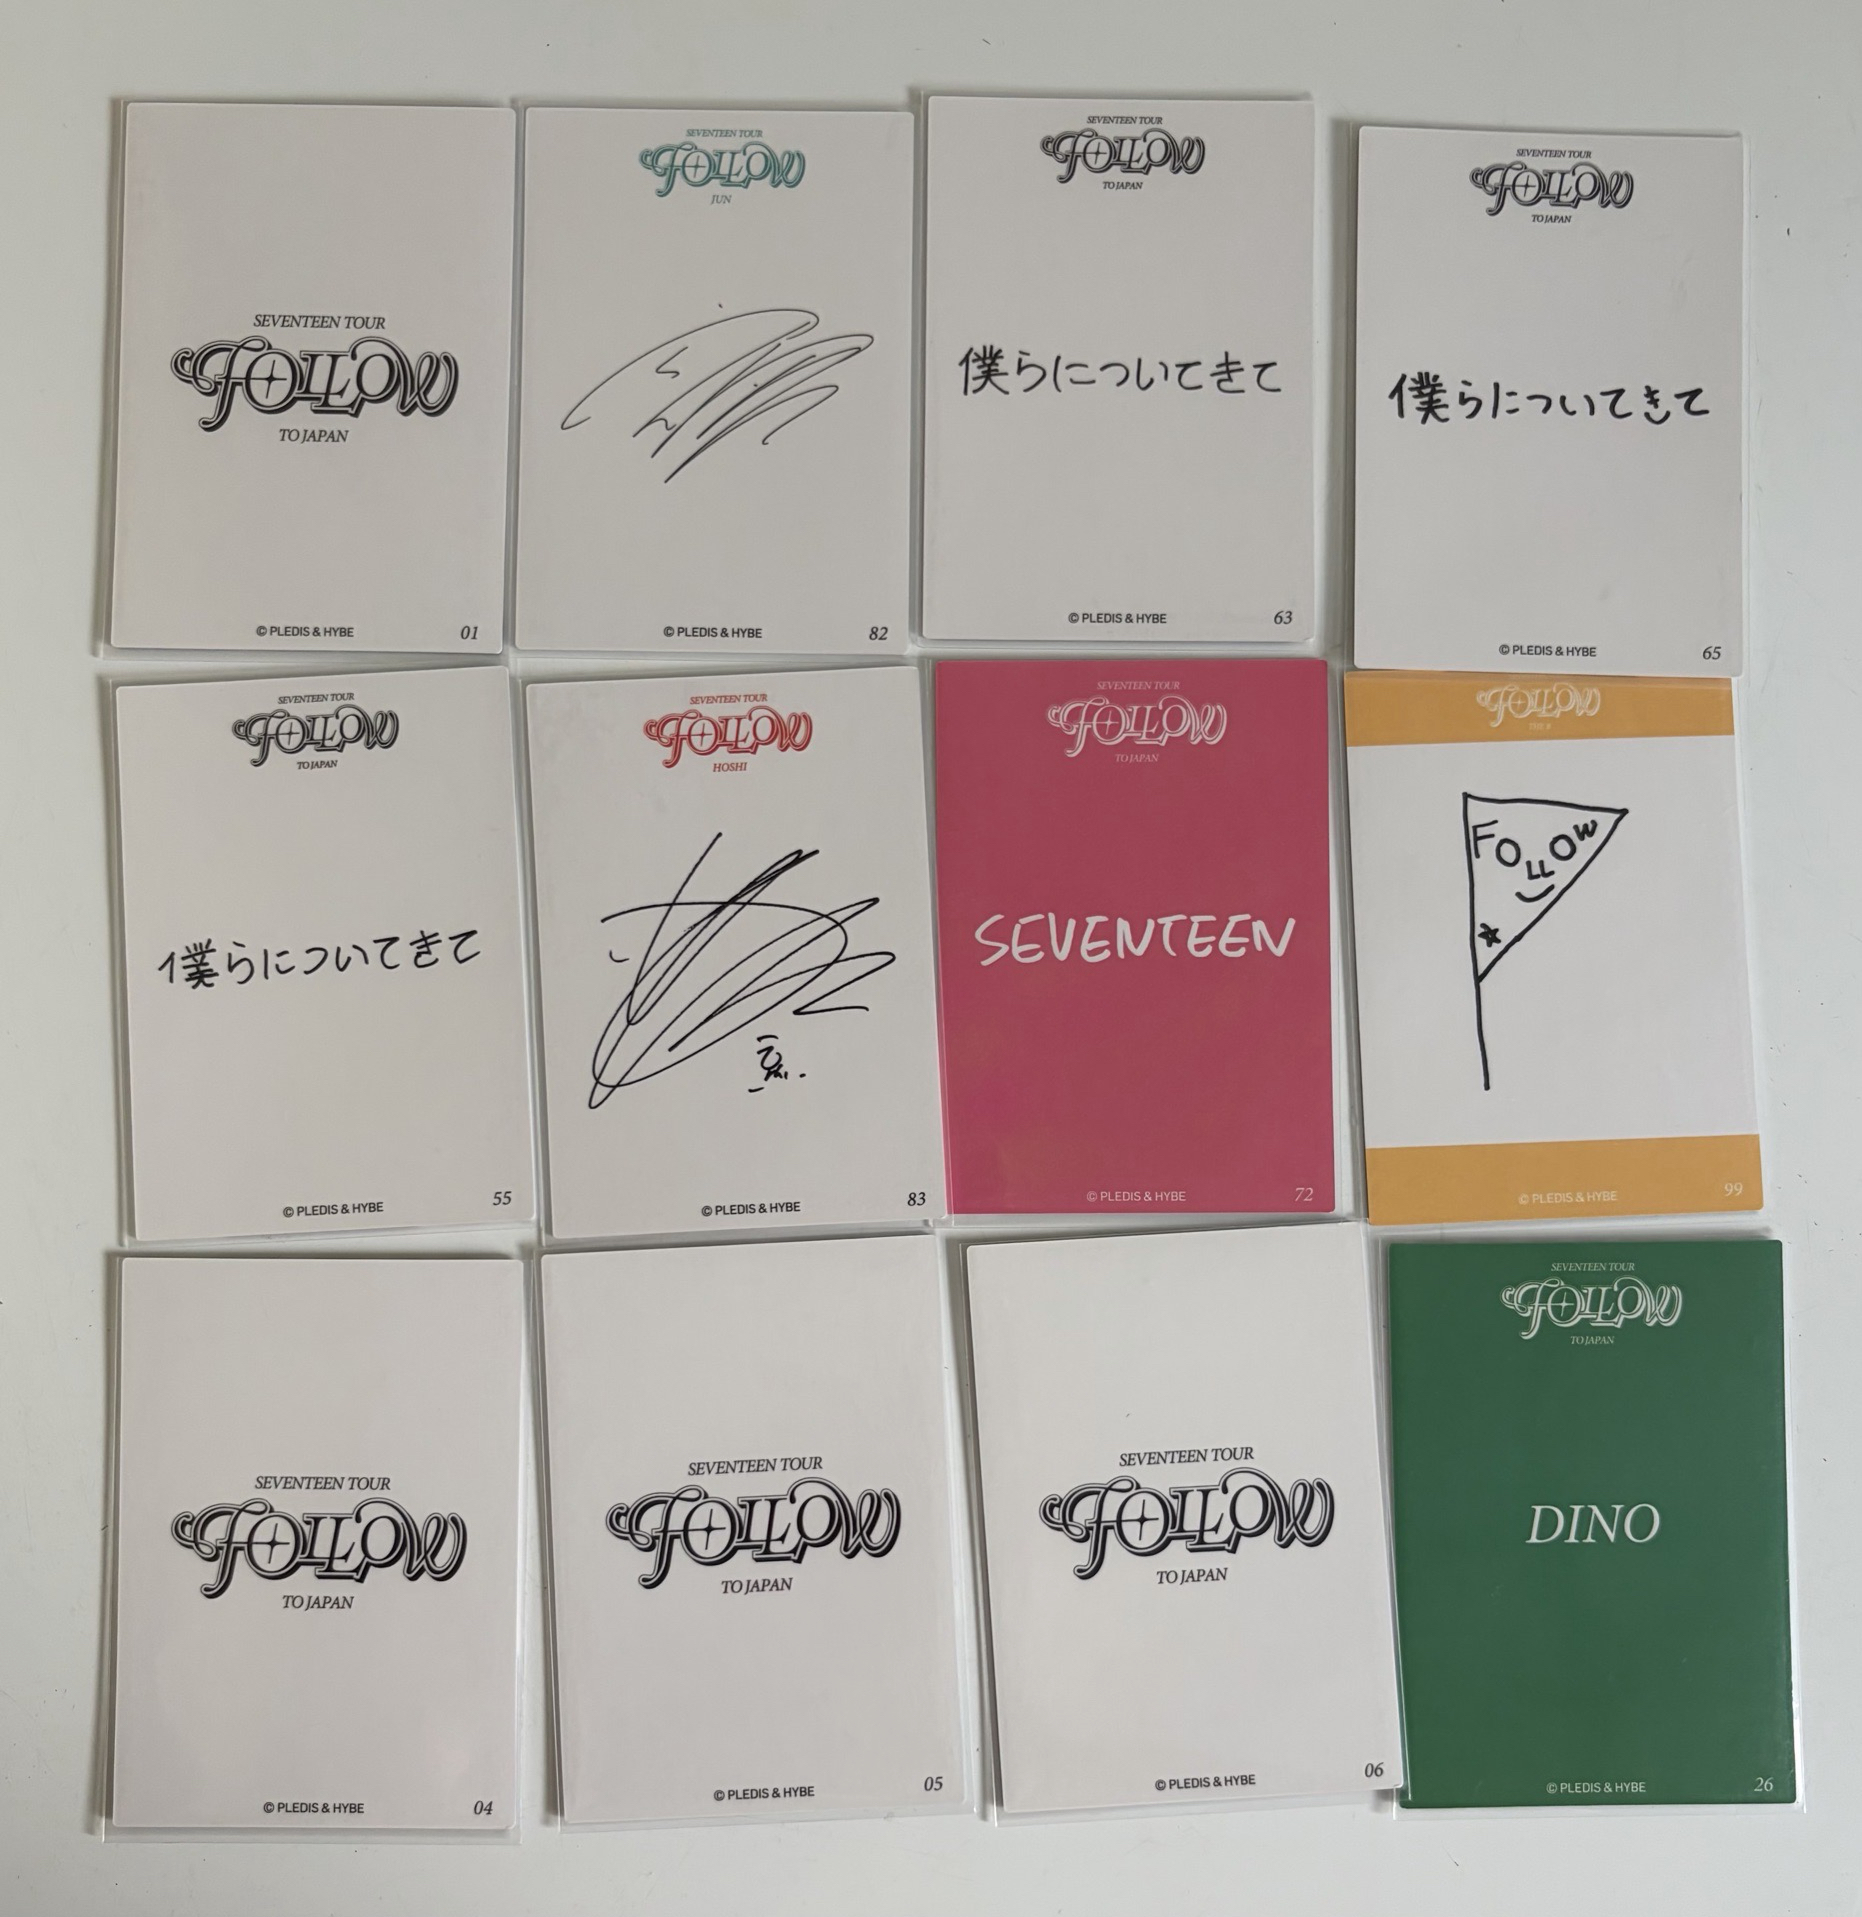 SEVENTEEN TOUR
FOLLOW
TO JAPAN
© PLEDIS & HYBE 01
SEVENTEEN TOUR
FOLLOW
JUN
© PLEDIS & HYBE 82
SEVENTEEN TOUR
FOLLOW
TO JAPAN
僕らについてきて
© PLEDIS & HYBE 63
SEVENTEEN TOUR
FOLLOW
TO JAPAN
僕らについてきて
© PLEDIS & HYBE 65
SEVENTEEN TOUR
FOLLOW
TO JAPAN
僕らについてきて
© PLEDIS & HYBE 55
SEVENTEEN TOUR
FOLLOW
HOSHI
© PLEDIS & HYBE 83
SEVENTEEN TOUR
FOLLOW
TO JAPAN
SEVENTEEN
© PLEDIS & HYBE 72
FOLLOW
FOLLOW
© PLEDIS & HYBE 99
SEVENTEEN TOUR
FOLLOW
TO JAPAN
© PLEDIS & HYBE 04
SEVENTEEN TOUR
FOLLOW
TO JAPAN
© PLEDIS & HYBE 05
SEVENTEEN TOUR
FOLLOW
TO JAPAN
© PLEDIS & HYBE 06
SEVENTEEN TOUR
FOLLOW
TO JAPAN
DINO
© PLEDIS & HYBE 26